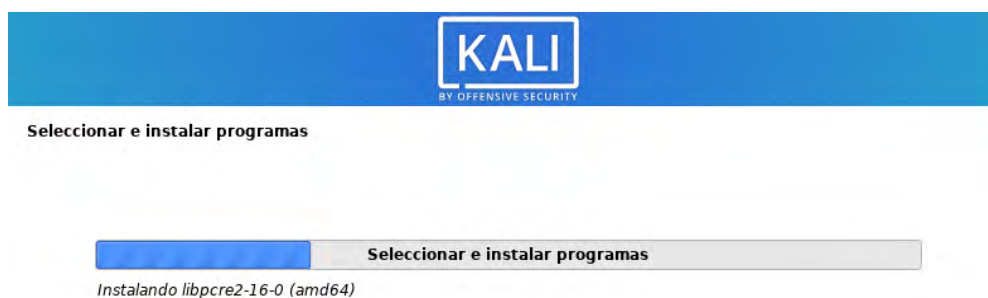 KALI
BY OFFENSIVE SECURITY
Seleccionar e instalar programas
Seleccionar e instalar programas
Instalando libpcre2-16-0 (amd64)